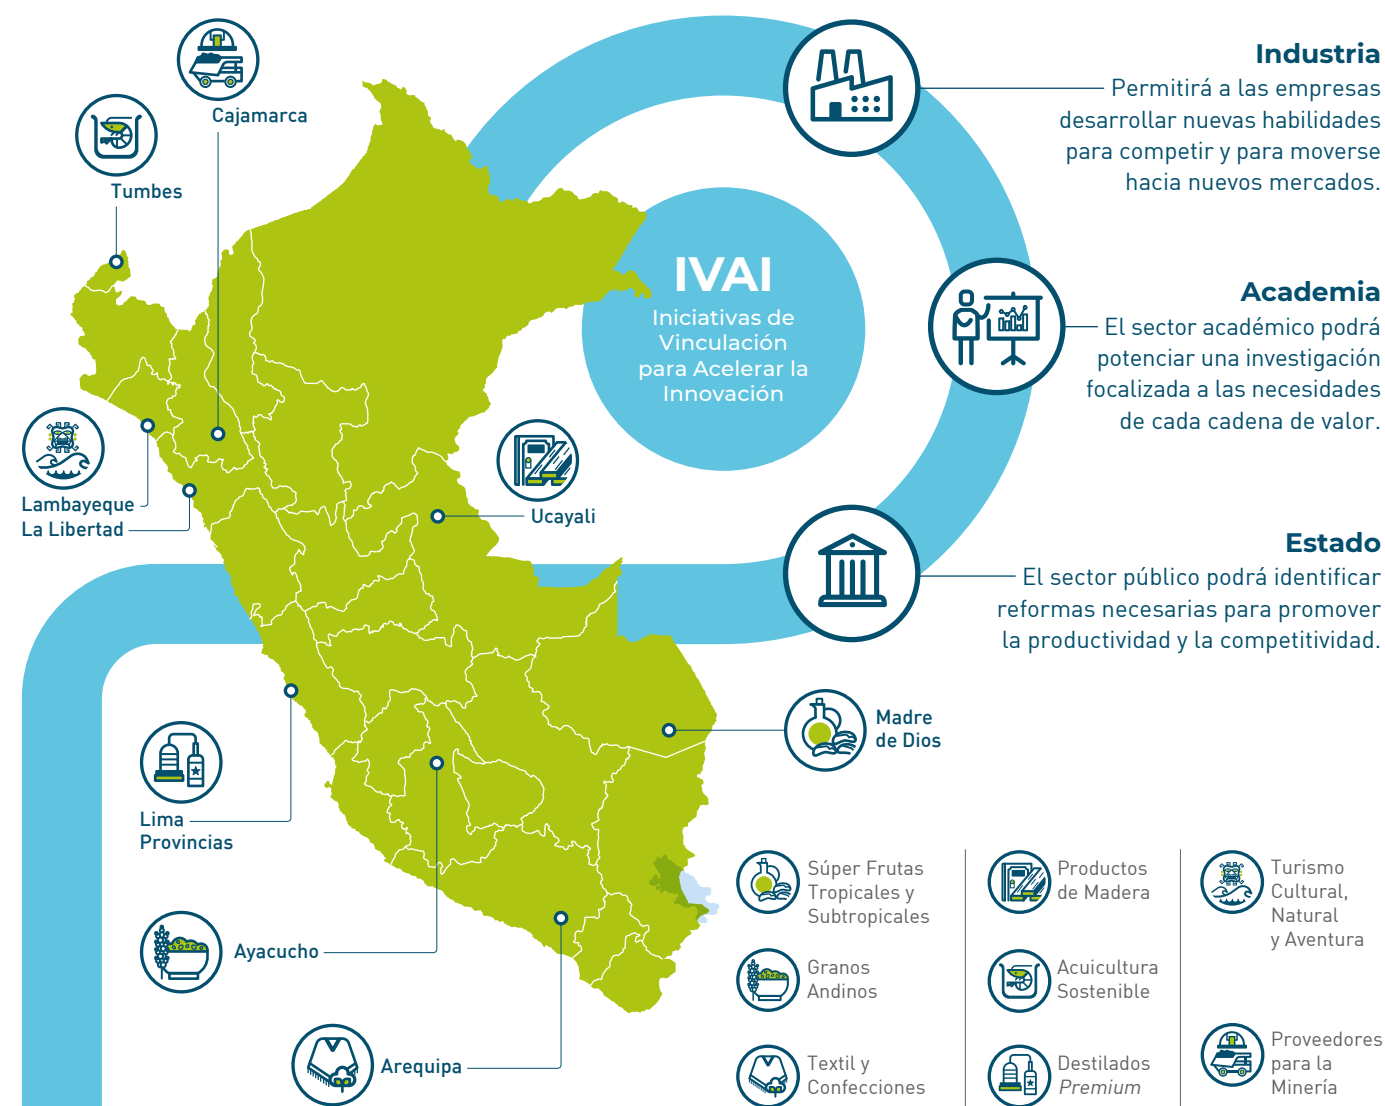 Cajamarca
Tumbes
Lambayeque
La Libertad
Ucayali
Lima
Provincias
Ayacucho
Arequipa
Madre
de Dios
IVAI
Iniciativas de
Vinculación
para Acelerar la
Innovación
Industria
Permitirá a las empresas
desarrollar nuevas habilidades
para competir y para moverse
hacia nuevos mercados.
Academia
El sector académico podrá
potenciar una investigación
focalizada a las necesidades
de cada cadena de valor.
Estado
El sector público podrá identificar
reformas necesarias para promover
la productividad y la competitividad.
Súper Frutas
Tropicales y
Subtropicales
Granos
Andinos
Textil y
Confecciones
Productos
de Madera
Acuicultura
Sostenible
Destilados
Premium
Turismo
Cultural,
Natural
y Aventura
Proveedores
para la
Minería